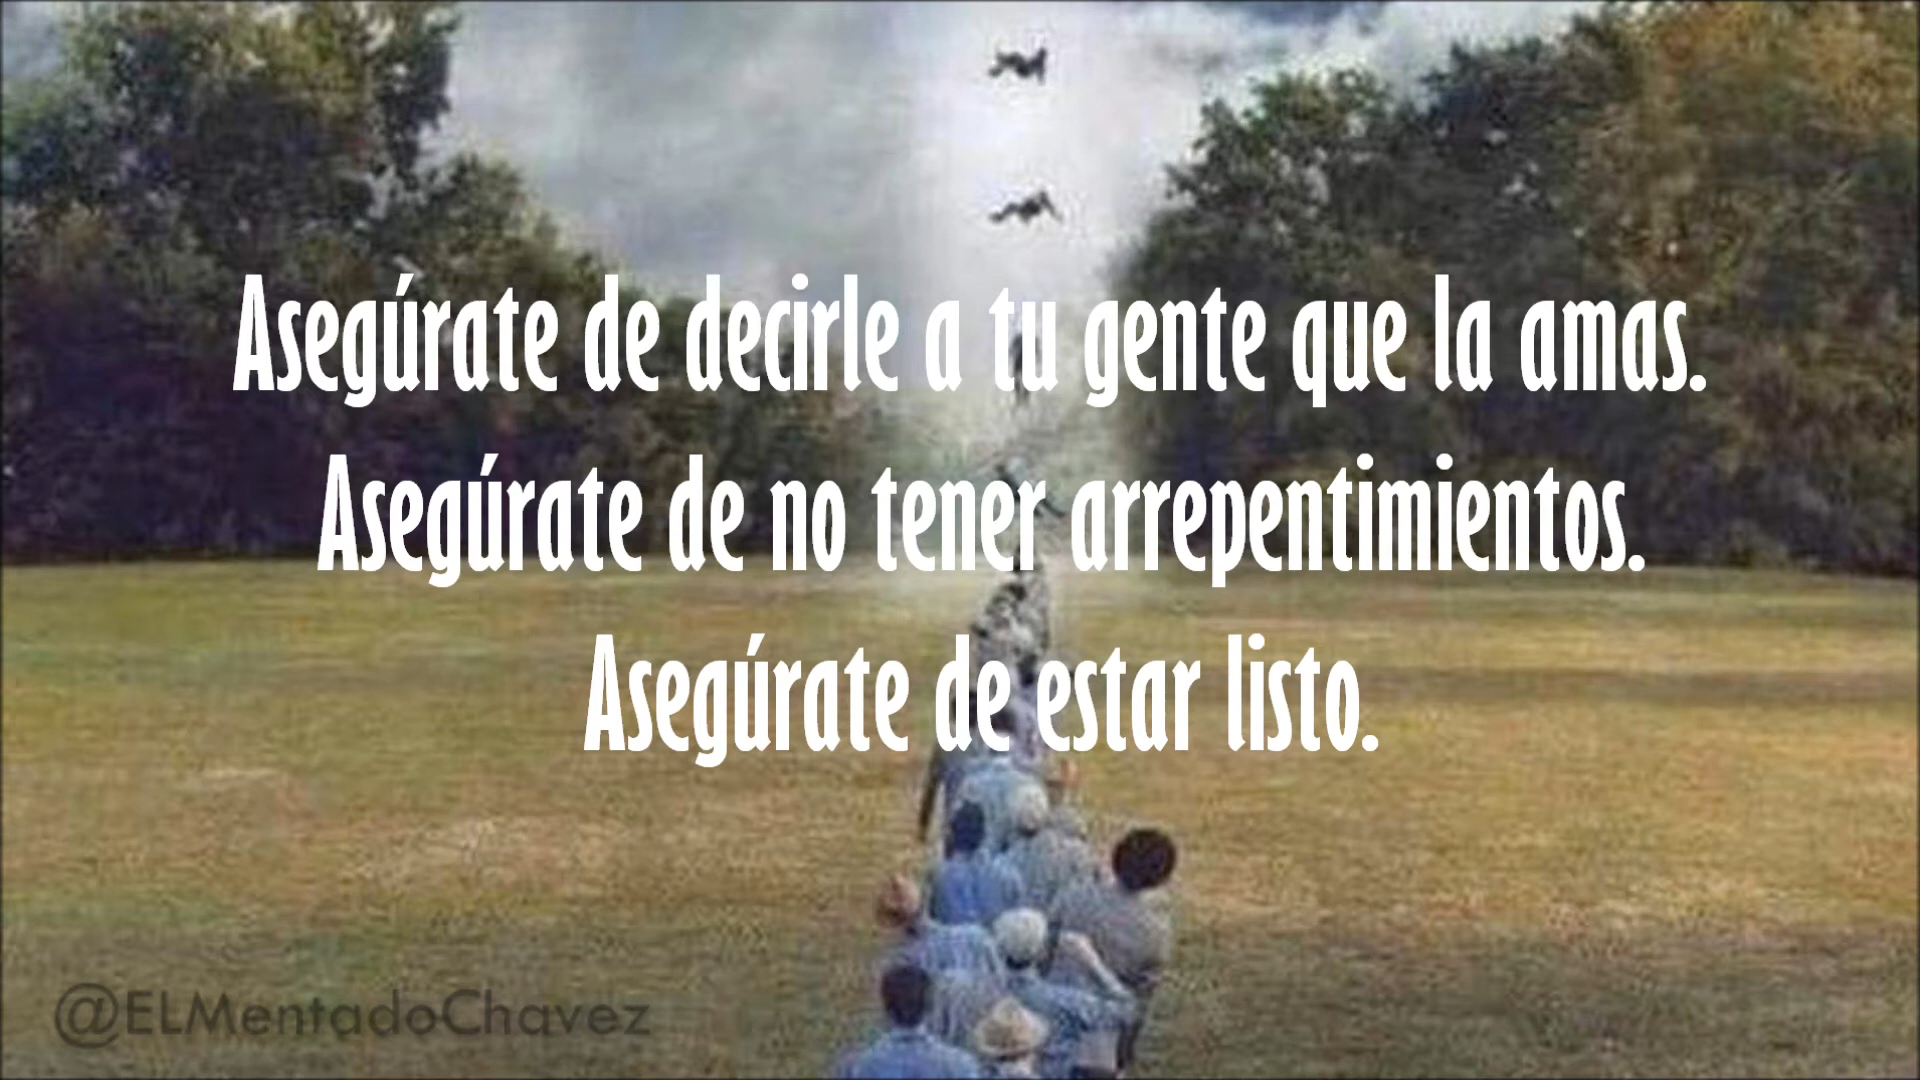 Asegúrate de decirle a tu gente que la amas.
Asegúrate de no tener arrepentimientos.
Asegúrate de estar listo.
@ELMentadoChavez